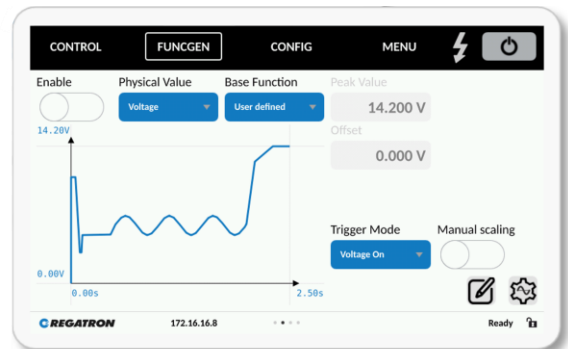 CONTROL FUNCGEN CONFIG MENU
Enable Physical Value Base Function Peak Value
Voltage User defined 14.200 V
14.20V Offset
0.000 V
Trigger Mode Manual scaling
Voltage On
0.00V
0.00s 2.50s
REGATRON 172.16.16.8 Ready